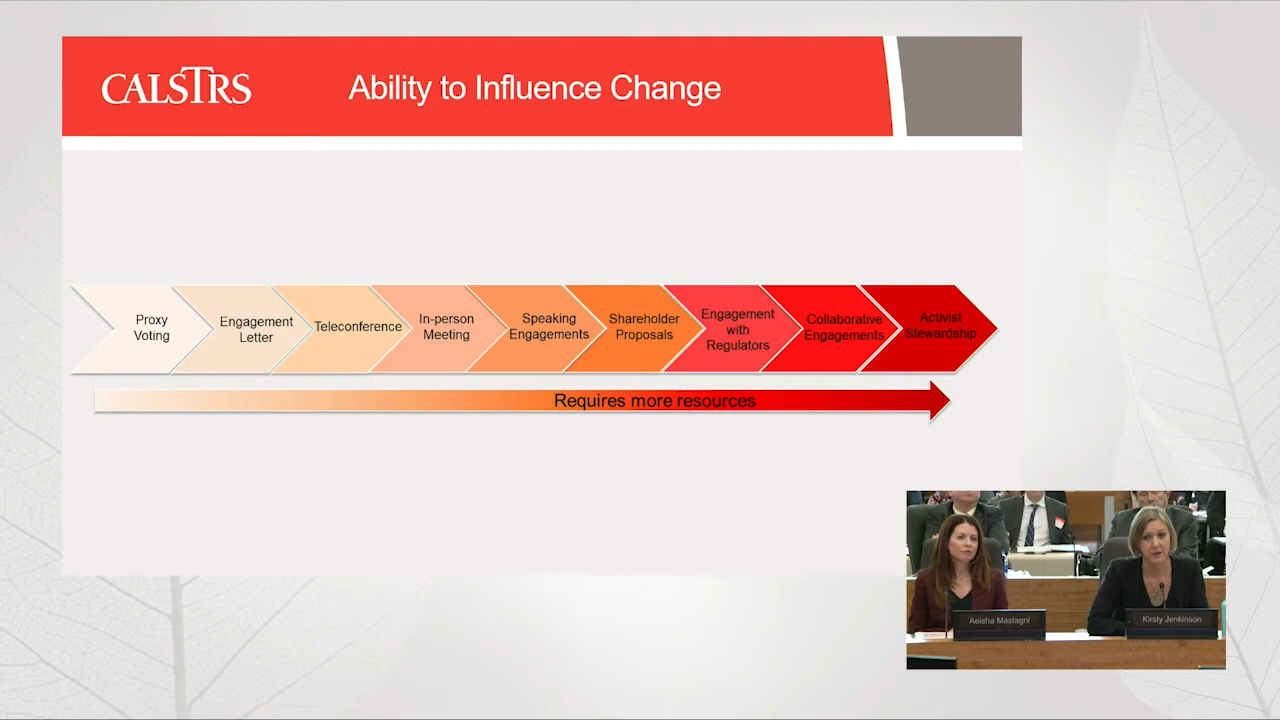 CALSTRS
Ability to Influence Change
Proxy
Voting
Engagement
Letter
Teleconference
In-person
Meeting
Speaking
Engagements
Shareholder
Proposals
Engagement
with
Regulators
Collaborative
Engagements
Activist
Stewardship
Requires more resources
Aeisha Mastagni
Kirsty Jenkinson